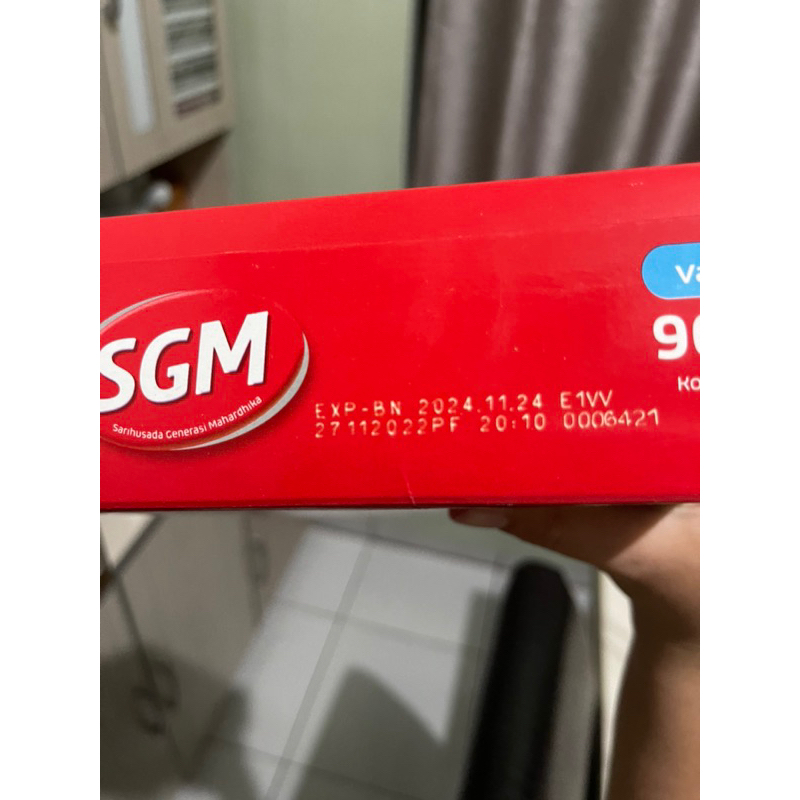 SGM
Sarihusada Generasi Mahardhika
EXP-BN 2024.11.24 E1VV
27112022PF 20:10 0006421